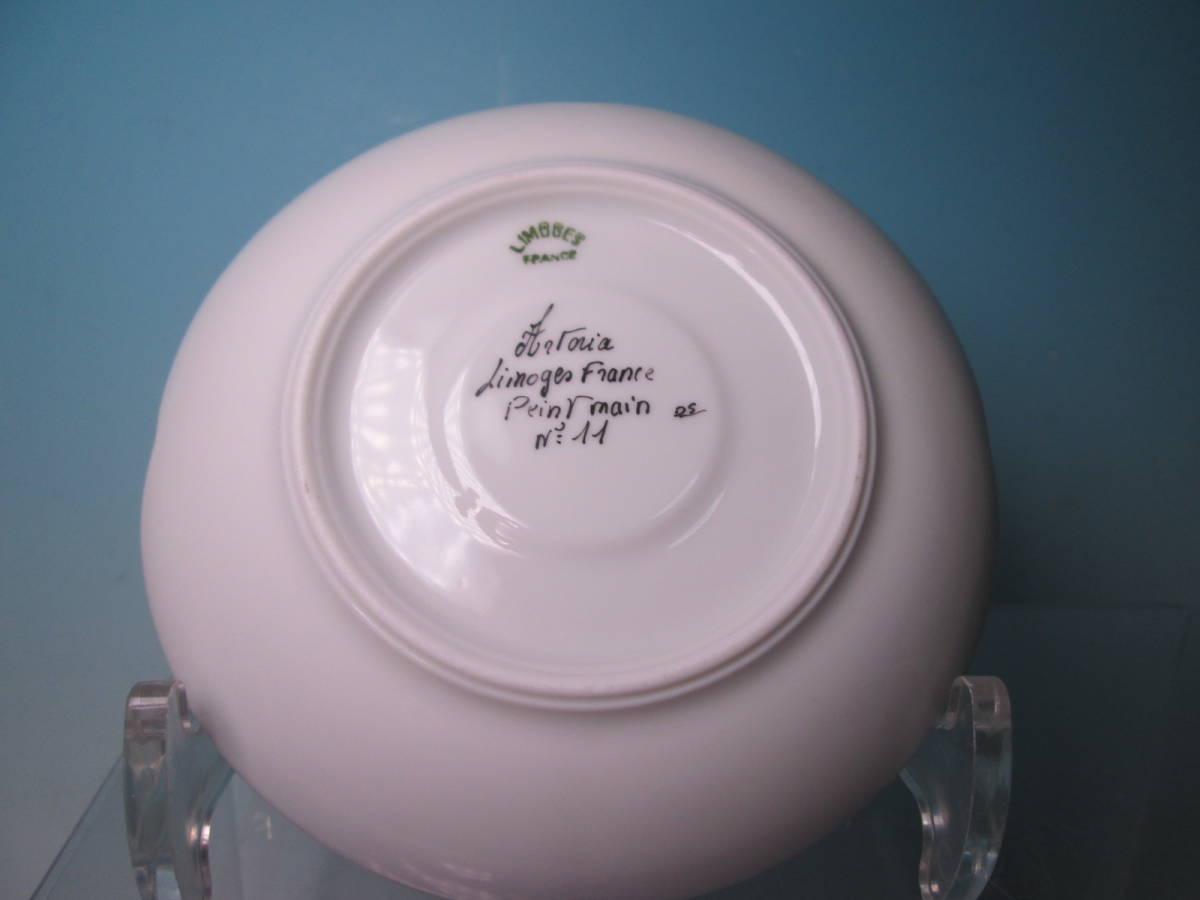 LIMOGES
FRANCE
Artoria
Limoges France
Peint main
N° 11